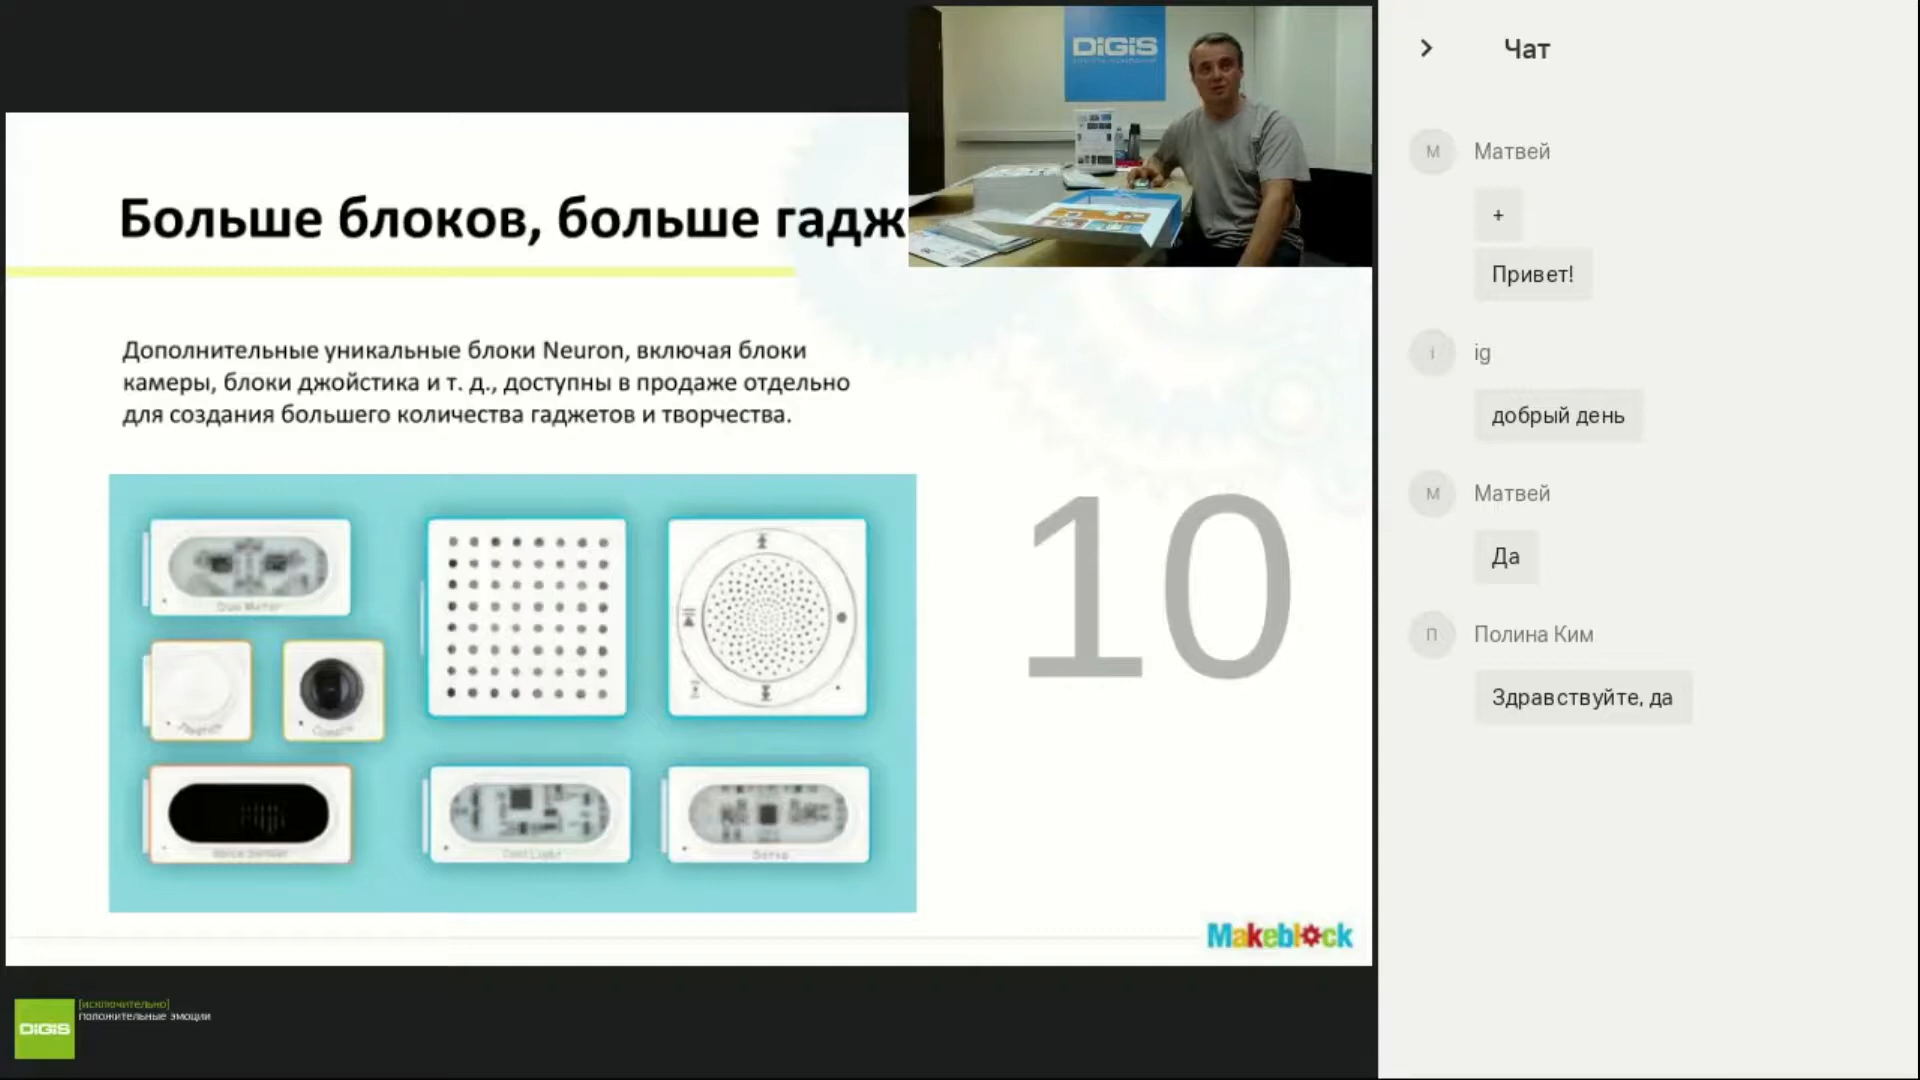 DiGiS
Больше блоков, больше гадж
Дополнительные уникальные блоки Neuron, включая блоки
камеры, блоки джойстика и т. д., доступны в продаже отдельно
для создания большего количества гаджетов и творчества.
10
Makeblock
DiGiS
[исключительно]
положительные эмоции
Чат
М
Матвей
+
Привет!
i
ig
добрый день
М
Матвей
Да
П
Полина Ким
Здравствуйте, да